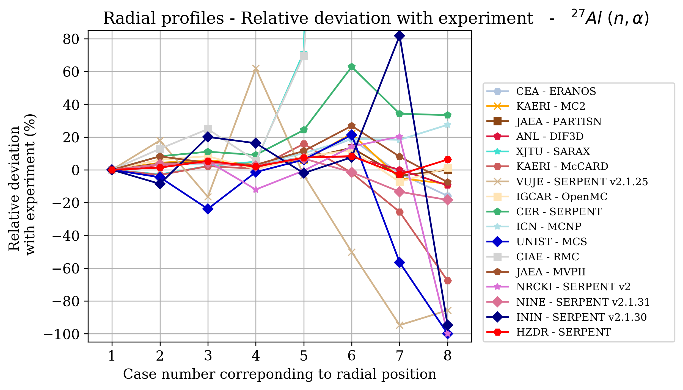 Radial profiles - Relative deviation with experiment - ²⁷Al (n, α)
Relative deviation
with experiment (%)
80
60
40
20
0
−20
−40
−60
−80
−100
1 2 3 4 5 6 7 8
Case number correponding to radial position
CEA - ERANOS
KAERI - MC2
JAEA - PARTISN
ANL - DIF3D
XJTU - SARAX
KAERI - McCARD
VUJE - SERPENT v2.1.25
IGCAR - OpenMC
CER - SERPENT
ICN - MCNP
UNIST - MCS
CIAE - RMC
JAEA - MVPII
NRCKI - SERPENT v2
NINE - SERPENT v2.1.31
ININ - SERPENT v2.1.30
HZDR - SERPENT